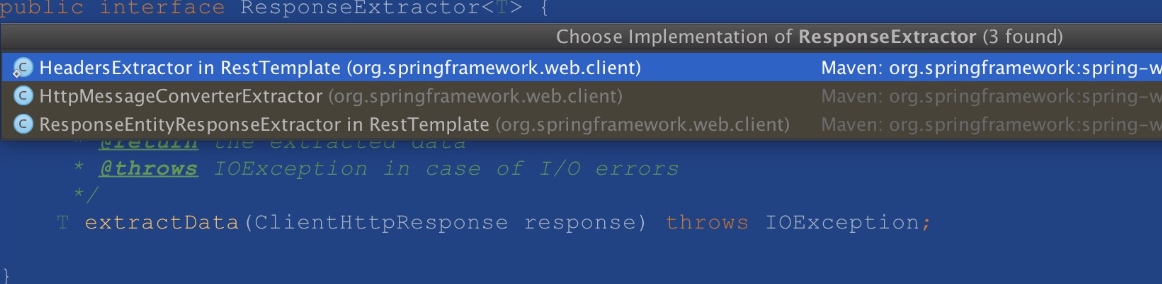 public interface ResponseExtractor<T> {
Choose Implementation of ResponseExtractor (3 found)
HeadersExtractor in RestTemplate (org.springframework.web.client) Maven: org.springframework:spring-w
HttpMessageConverterExtractor (org.springframework.web.client) Maven: org.springframework:spring-w
ResponseEntityResponseExtractor in RestTemplate (org.springframework.web.client) Maven: org.springframework:spring-w
* @return the extracted data
* @throws IOException in case of I/O errors
*/
T extractData(ClientHttpResponse response) throws IOException;
}